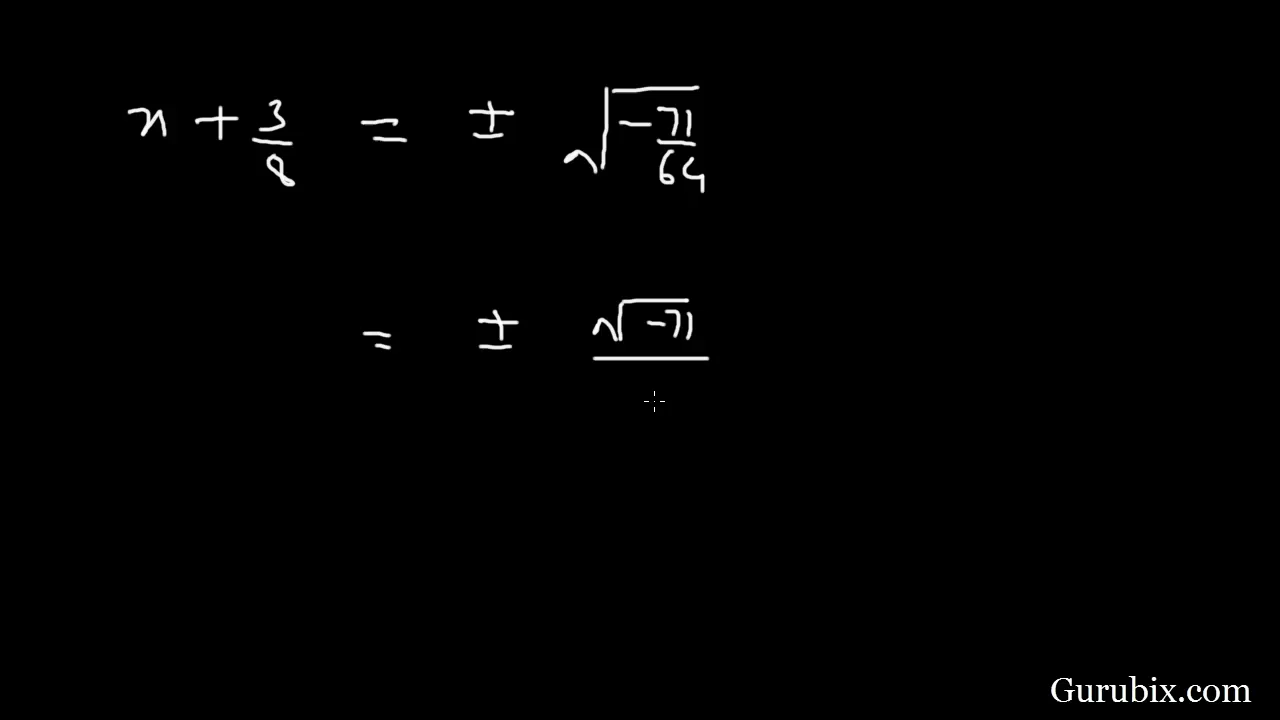 x + 3/8 = ± √(-71/64)
= ± √-71
Gurubix.com